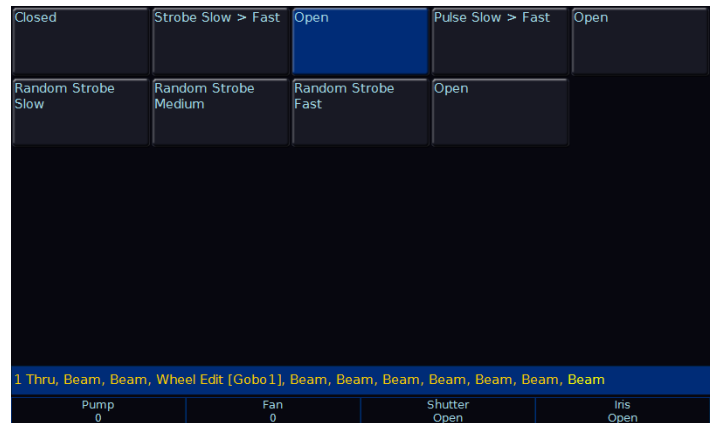 Closed
Strobe Slow > Fast
Open
Pulse Slow > Fast
Open
Random Strobe
Slow
Random Strobe
Medium
Random Strobe
Fast
Open
1 Thru, Beam, Beam, Wheel Edit [Gobo1], Beam, Beam, Beam, Beam, Beam, Beam, Beam
Pump
0
Fan
0
Shutter
Open
Iris
Open